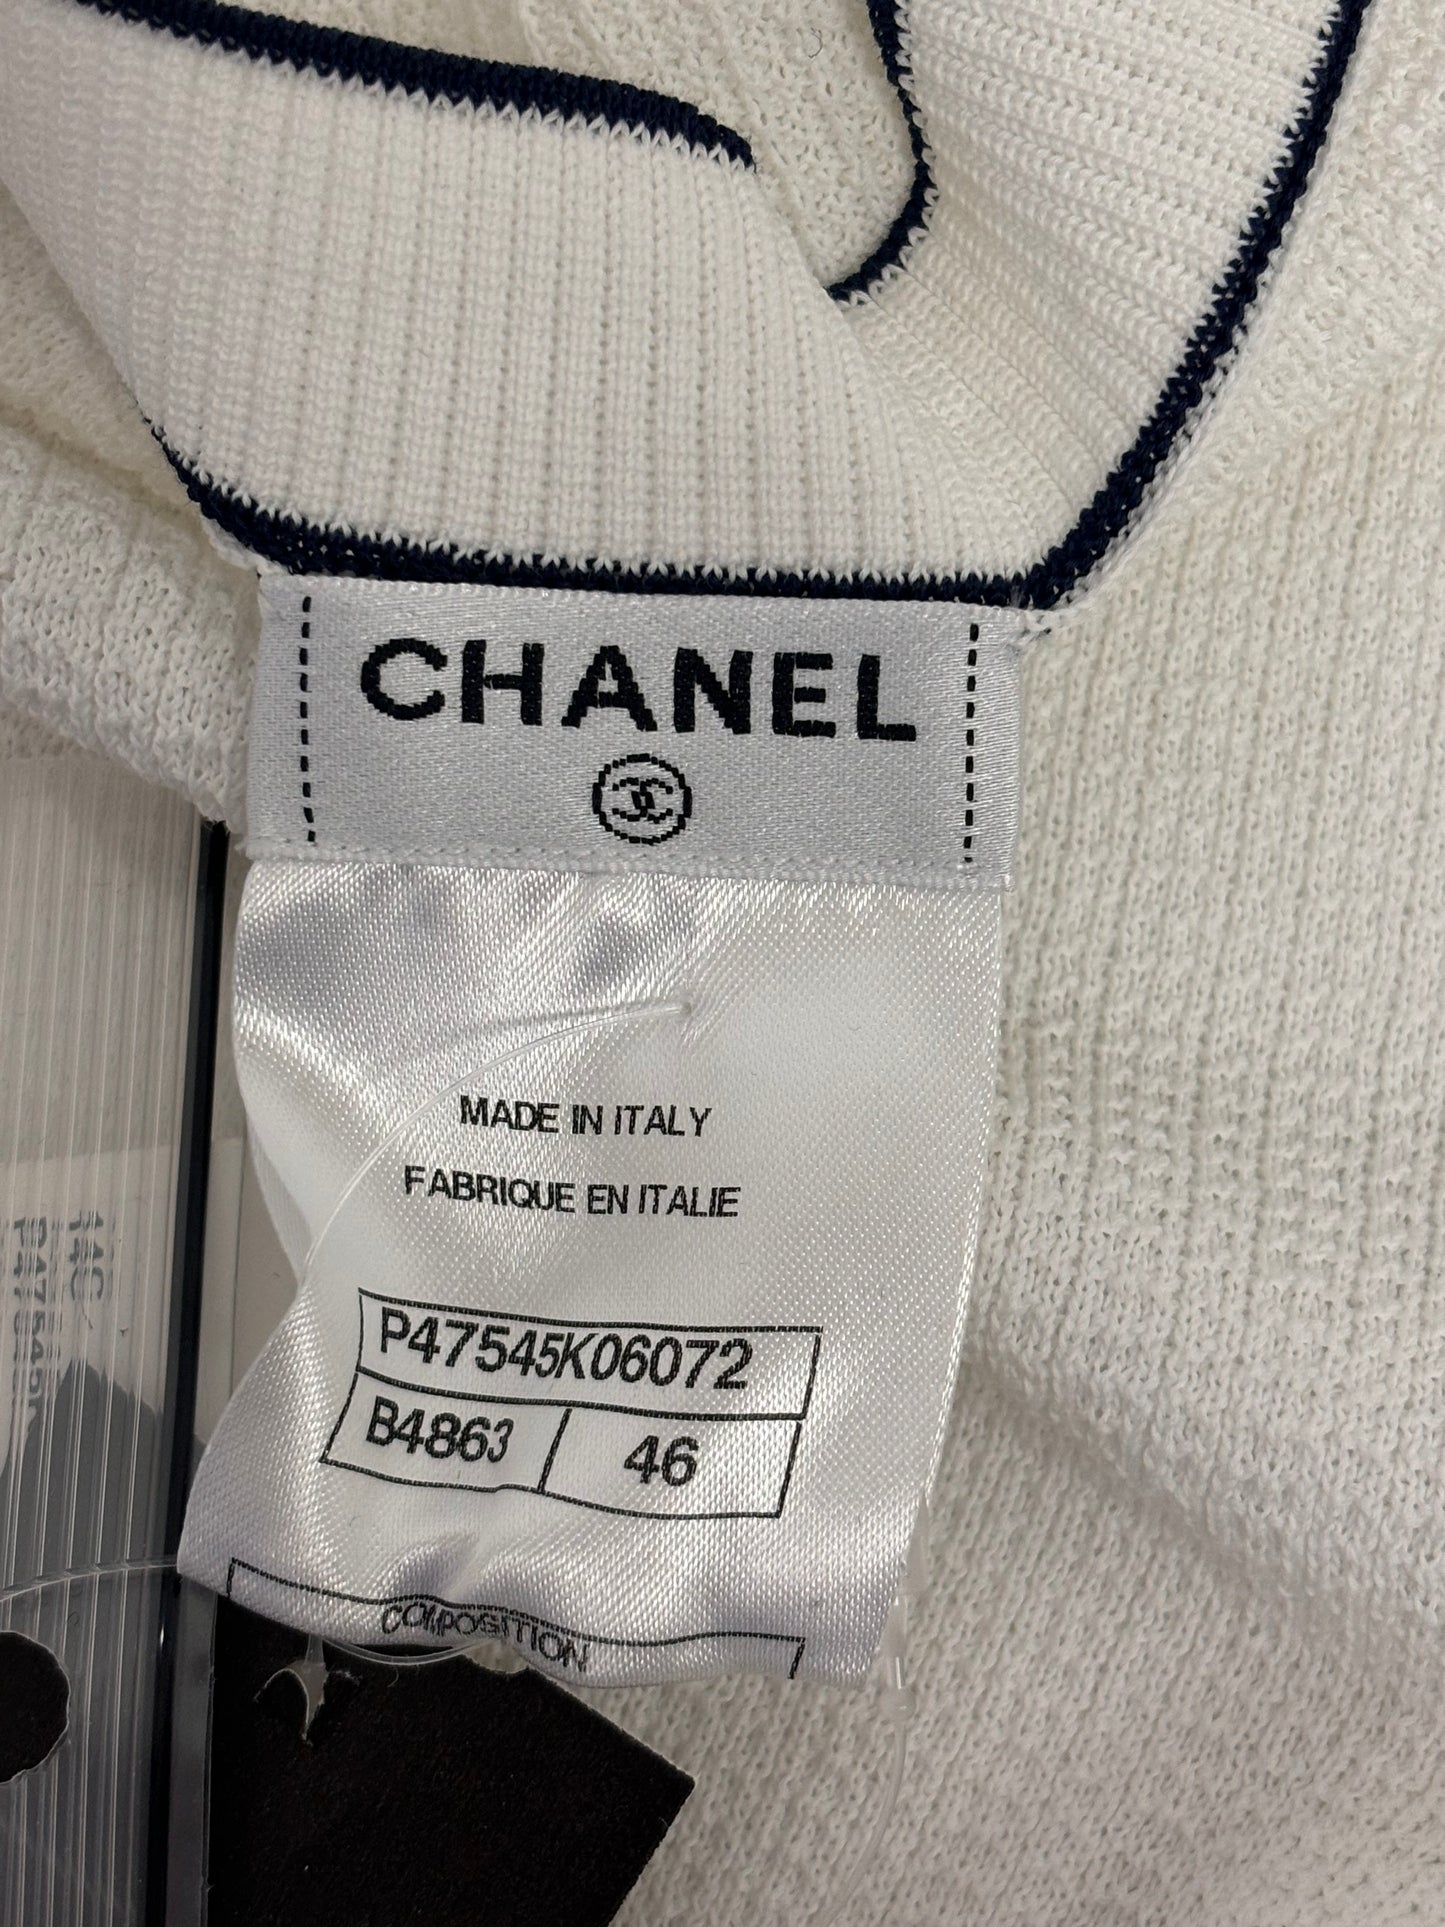 CHANEL
MADE IN ITALY
FABRIQUE EN ITALIE
P47545K06072
B4863 46
COMPOSITION